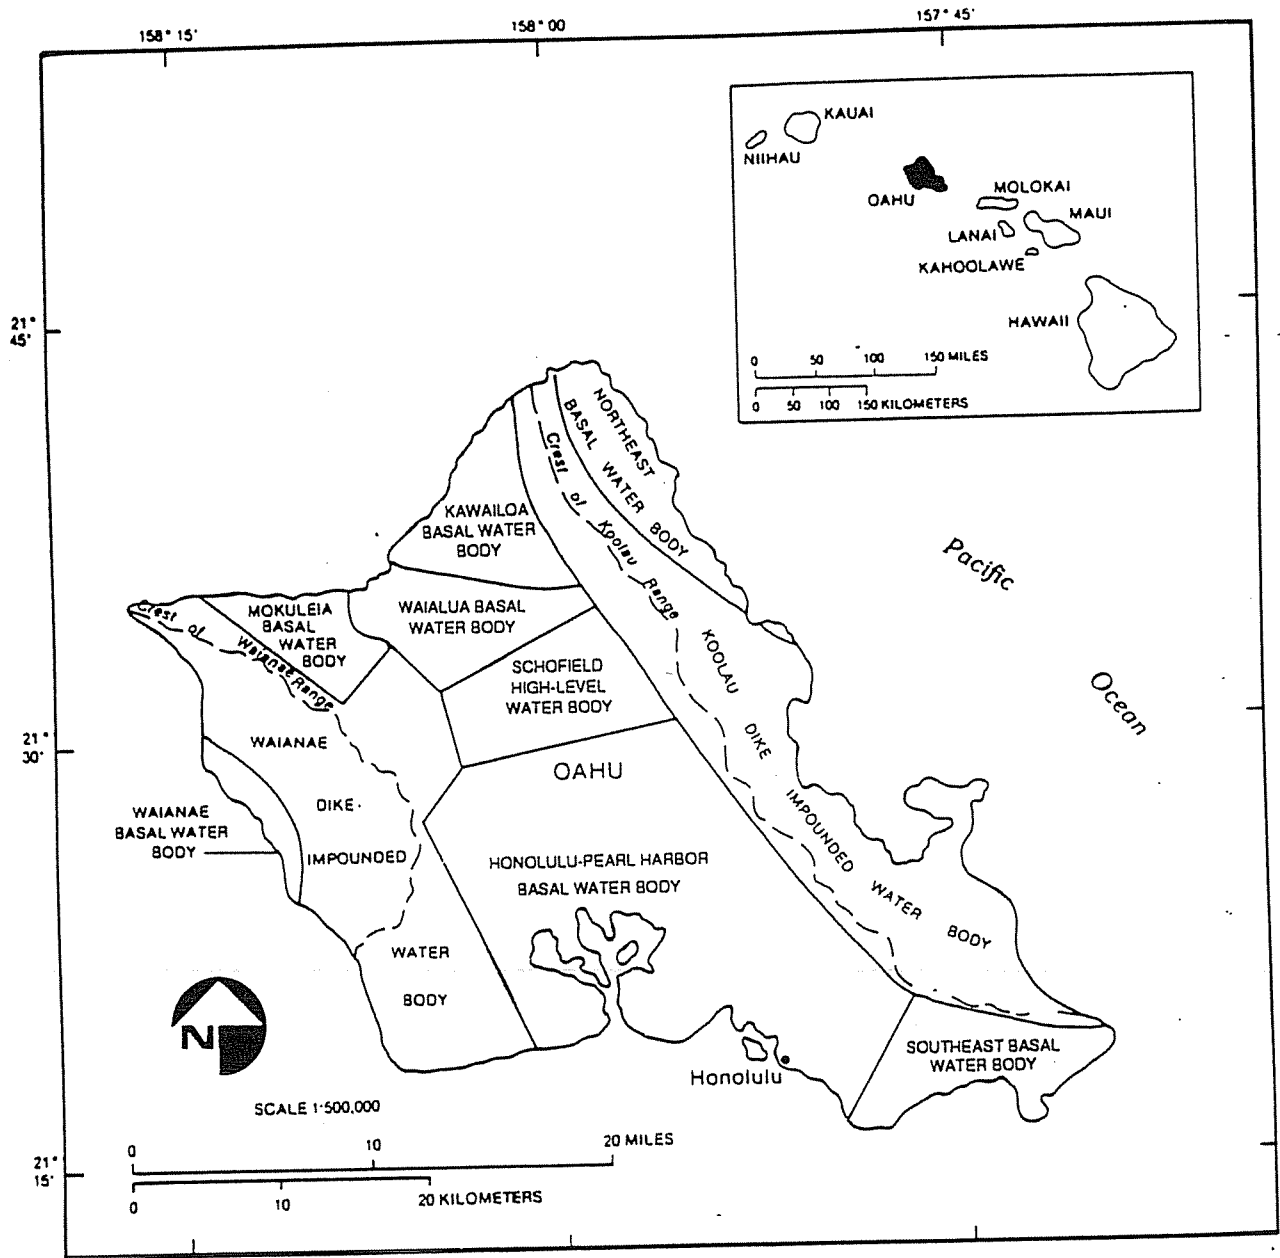 158° 15'
158° 00'
157° 45'
KAUAI
NIIHAU
OAHU
MOLOKAI
MAUI
LANAI
KAHOOLAWE
HAWAII
0 50 100 150 MILES
0 50 100 150 KILOMETERS
21°
45'
NORTHEAST
BASAL WATER BODY
Crest of Koolau Range
KAWAILOA
BASAL WATER
BODY
Pacific
Ocean
Crest of Waianae Range
MOKULEIA
BASAL
WATER
BODY
WAIALUA BASAL
WATER BODY
SCHOFIELD
HIGH-LEVEL
WATER BODY
KOOLAU DIKE IMPOUNDED WATER BODY
21°
30'
WAIANAE
DIKE
IMPOUNDED
WATER
BODY
OAHU
WAIANAE
BASAL WATER
BODY
HONOLULU-PEARL HARBOR
BASAL WATER BODY
N
Honolulu
SOUTHEAST BASAL
WATER BODY
SCALE 1:500,000
0 10 20 MILES
0 10 20 KILOMETERS
21°
15'